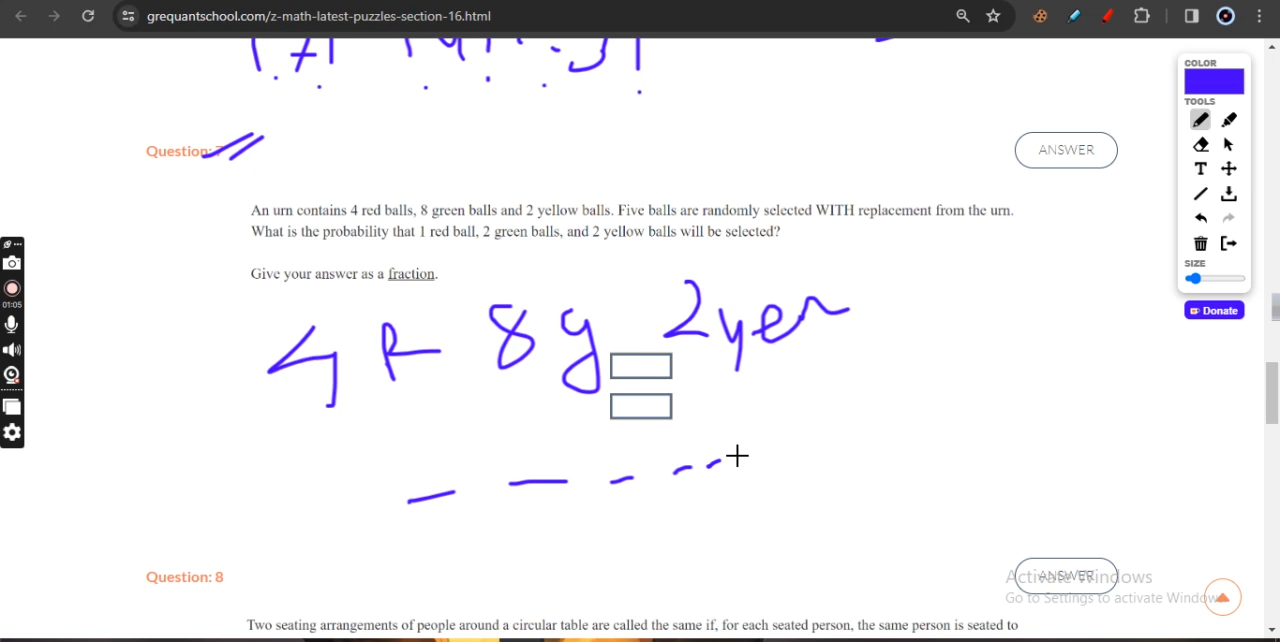 grequantschool.com/z-math-latest-puzzles-section-16.html
COLOR
TOOLS
T
SIZE
Donate
01:05
Question: 7
ANSWER
An urn contains 4 red balls, 8 green balls and 2 yellow balls. Five balls are randomly selected WITH replacement from the urn.
What is the probability that 1 red ball, 2 green balls, and 2 yellow balls will be selected?
Give your answer as a fraction.
4 R 8 g 2 yer
Question: 8
ANSWER
Activate Windows
Go to Settings to activate Windows
Two seating arrangements of people around a circular table are called the same if, for each seated person, the same person is seated to